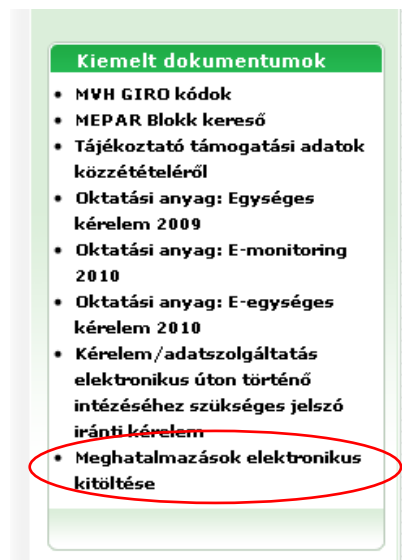 Kiemelt dokumentumok
• MVH GIRO kódok
• MEPAR Blokk kereső
• Tájékoztató támogatási adatok
közzétételéről
• Oktatási anyag: Egységes
kérelem 2009
• Oktatási anyag: E-monitoring
2010
• Oktatási anyag: E-egységes
kérelem 2010
• Kérelem/adatszolgáltatás
elektronikus úton történő
intézéséhez szükséges jelszó
iránti kérelem
• Meghatalmazások elektronikus
kitöltése